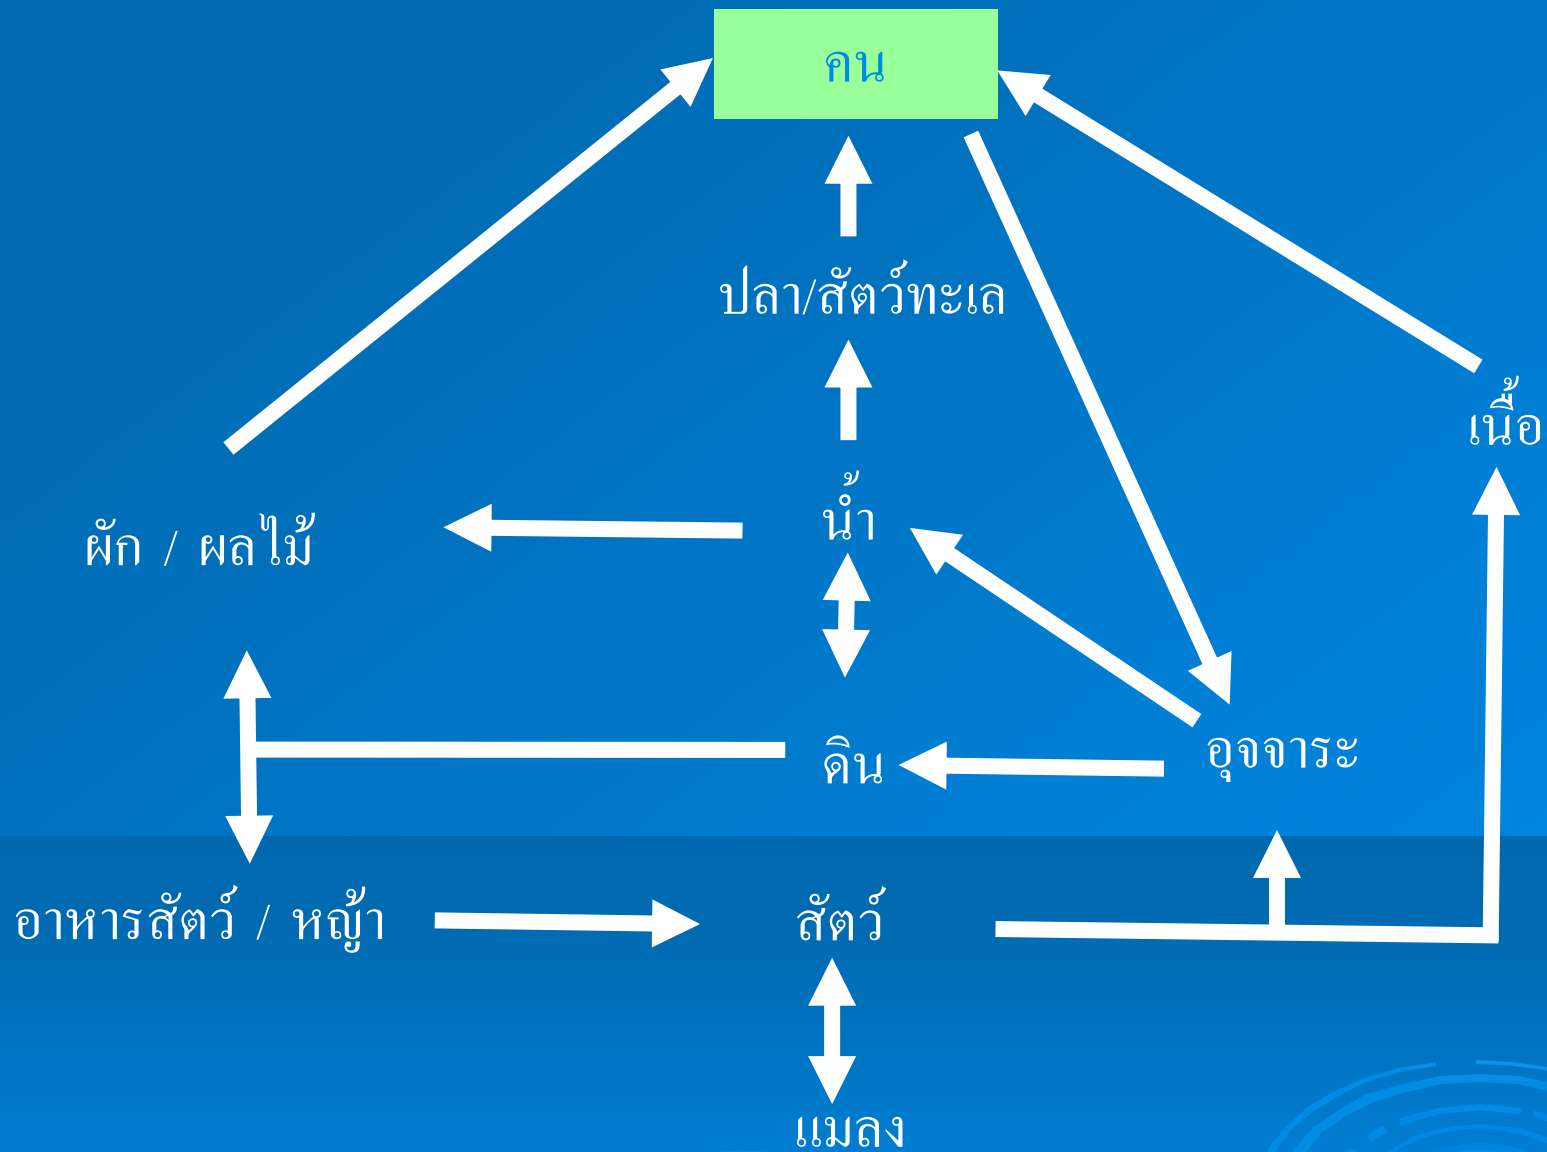 คน
ปลา/สัตว์ทะเล
เนื้อ
น้ำ
ผัก / ผลไม้
ดิน
อุจจาระ
อาหารสัตว์ / หญ้า
สัตว์
แมลง